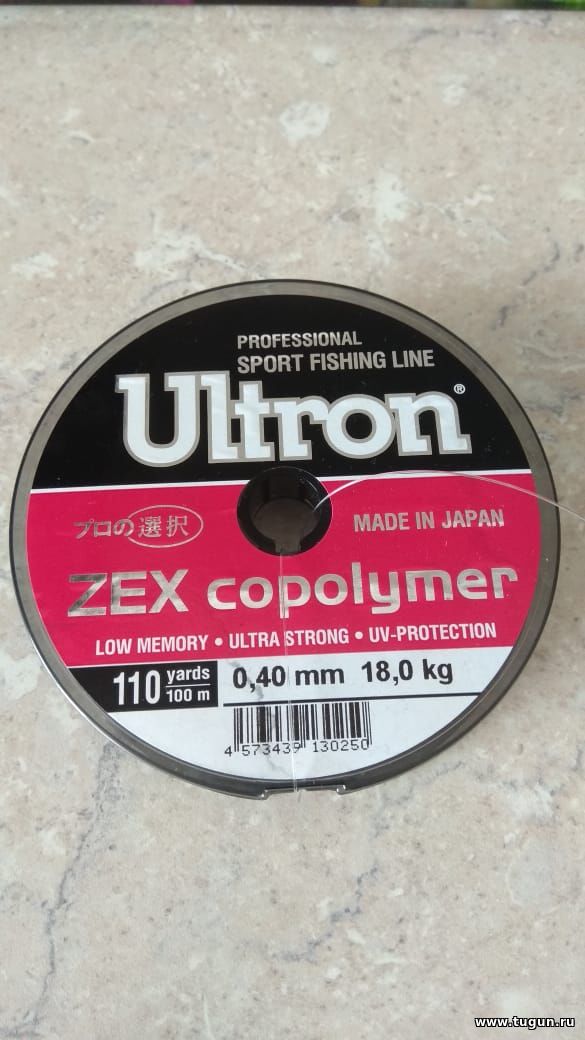 PROFESSIONAL
SPORT FISHING LINE
Ultron®
プロの選択
MADE IN JAPAN
ZEX copolymer
LOW MEMORY • ULTRA STRONG • UV-PROTECTION
110 yards
100 m
0,40 mm 18,0 kg
4 573439 130250
www.tugun.ru